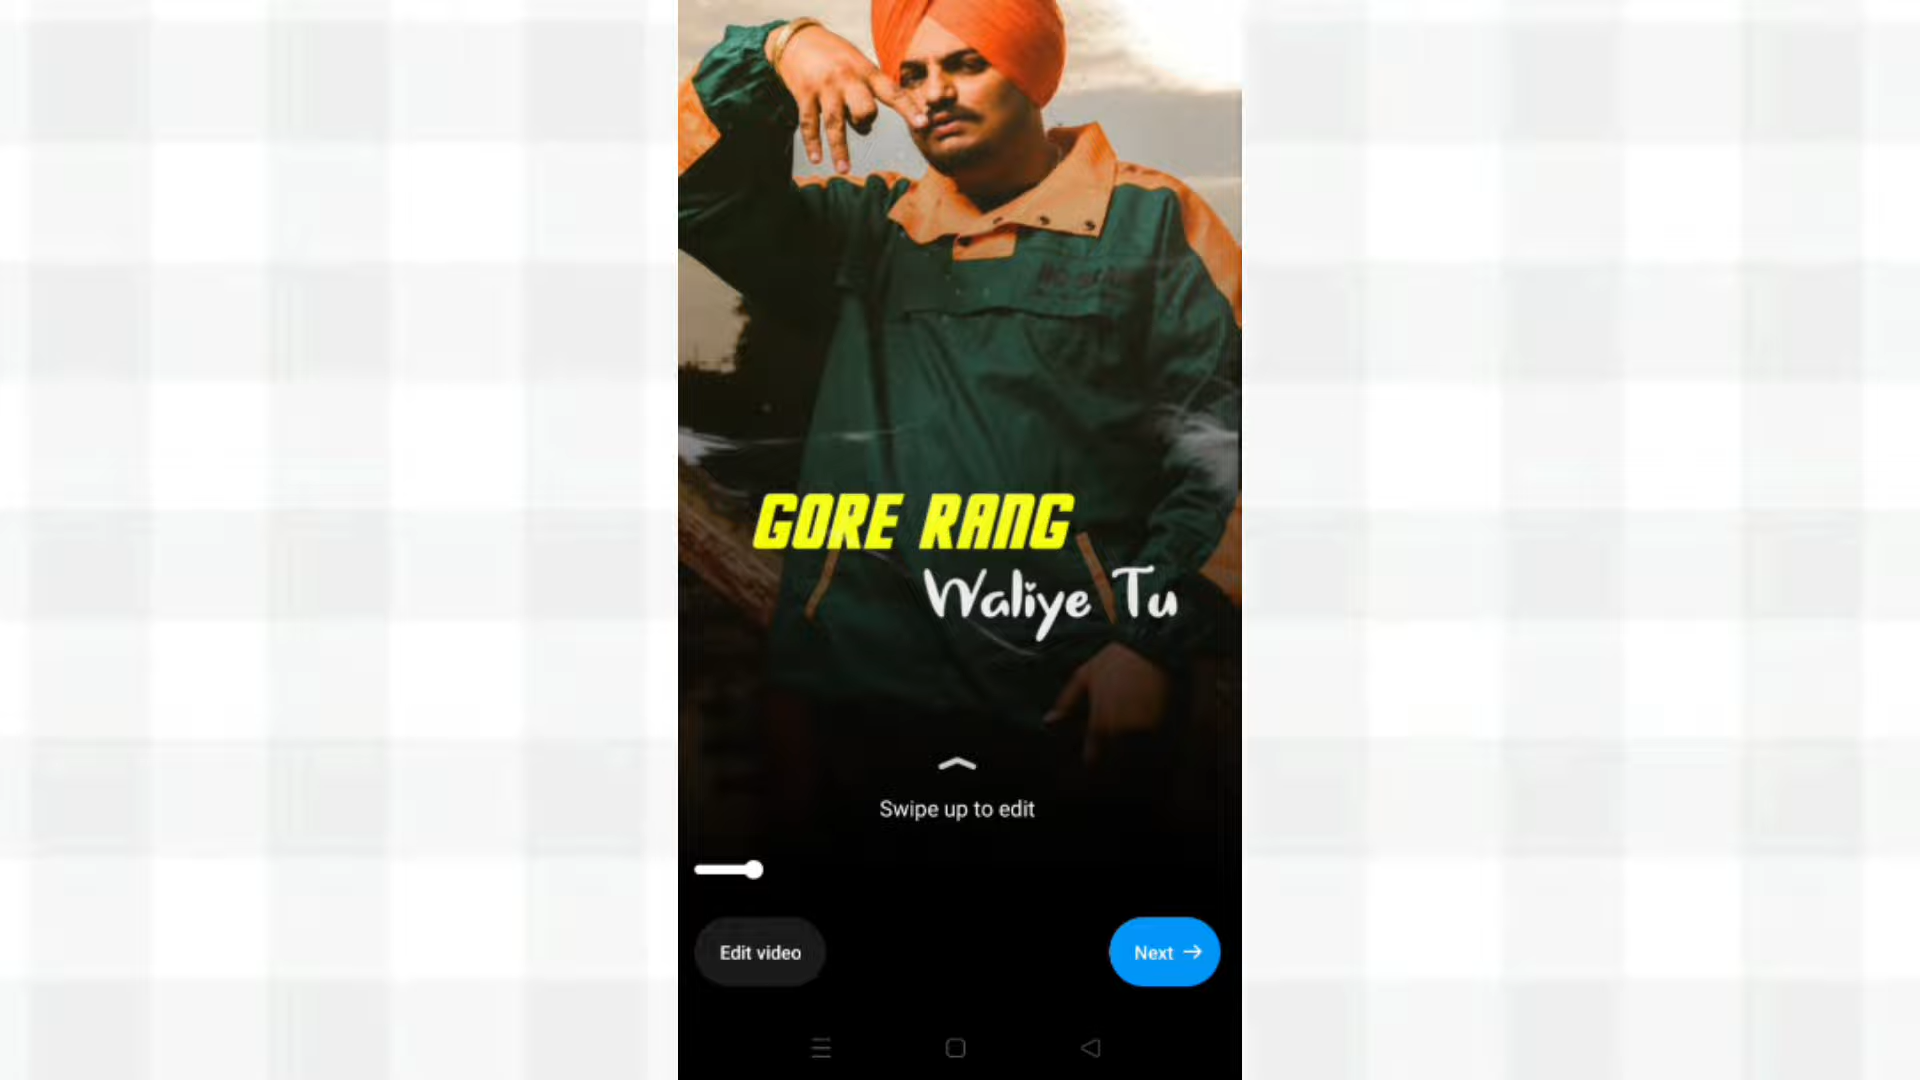 GORE RANG
Waliye Tu
Swipe up to edit
Edit video
Next